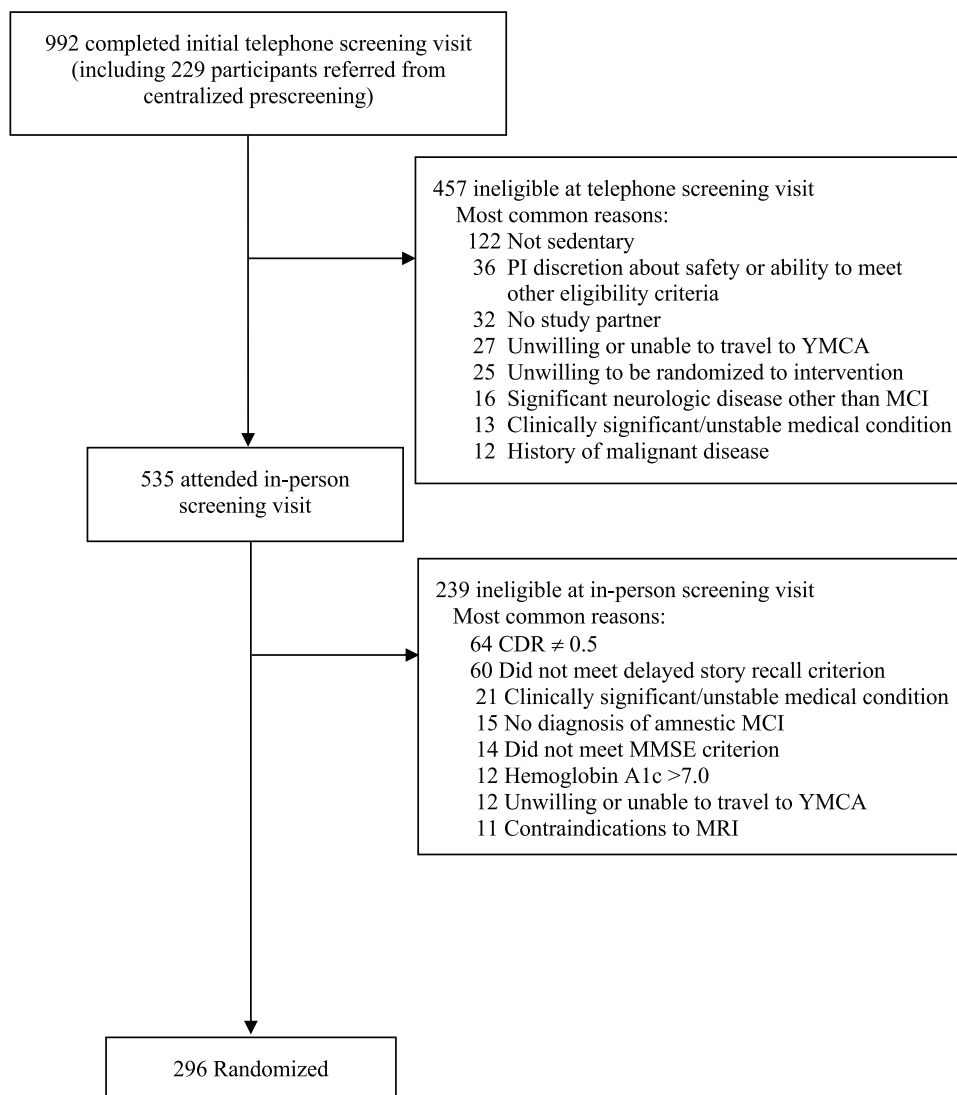 992 completed initial telephone screening visit
(including 229 participants referred from
centralized prescreening)
457 ineligible at telephone screening visit
Most common reasons:
122 Not sedentary
36 PI discretion about safety or ability to meet
other eligibility criteria
32 No study partner
27 Unwilling or unable to travel to YMCA
25 Unwilling to be randomized to intervention
16 Significant neurologic disease other than MCI
13 Clinically significant/unstable medical condition
12 History of malignant disease
535 attended in-person
screening visit
239 ineligible at in-person screening visit
Most common reasons:
64 CDR ≠ 0.5
60 Did not meet delayed story recall criterion
21 Clinically significant/unstable medical condition
15 No diagnosis of amnestic MCI
14 Did not meet MMSE criterion
12 Hemoglobin A1c >7.0
12 Unwilling or unable to travel to YMCA
11 Contraindications to MRI
296 Randomized